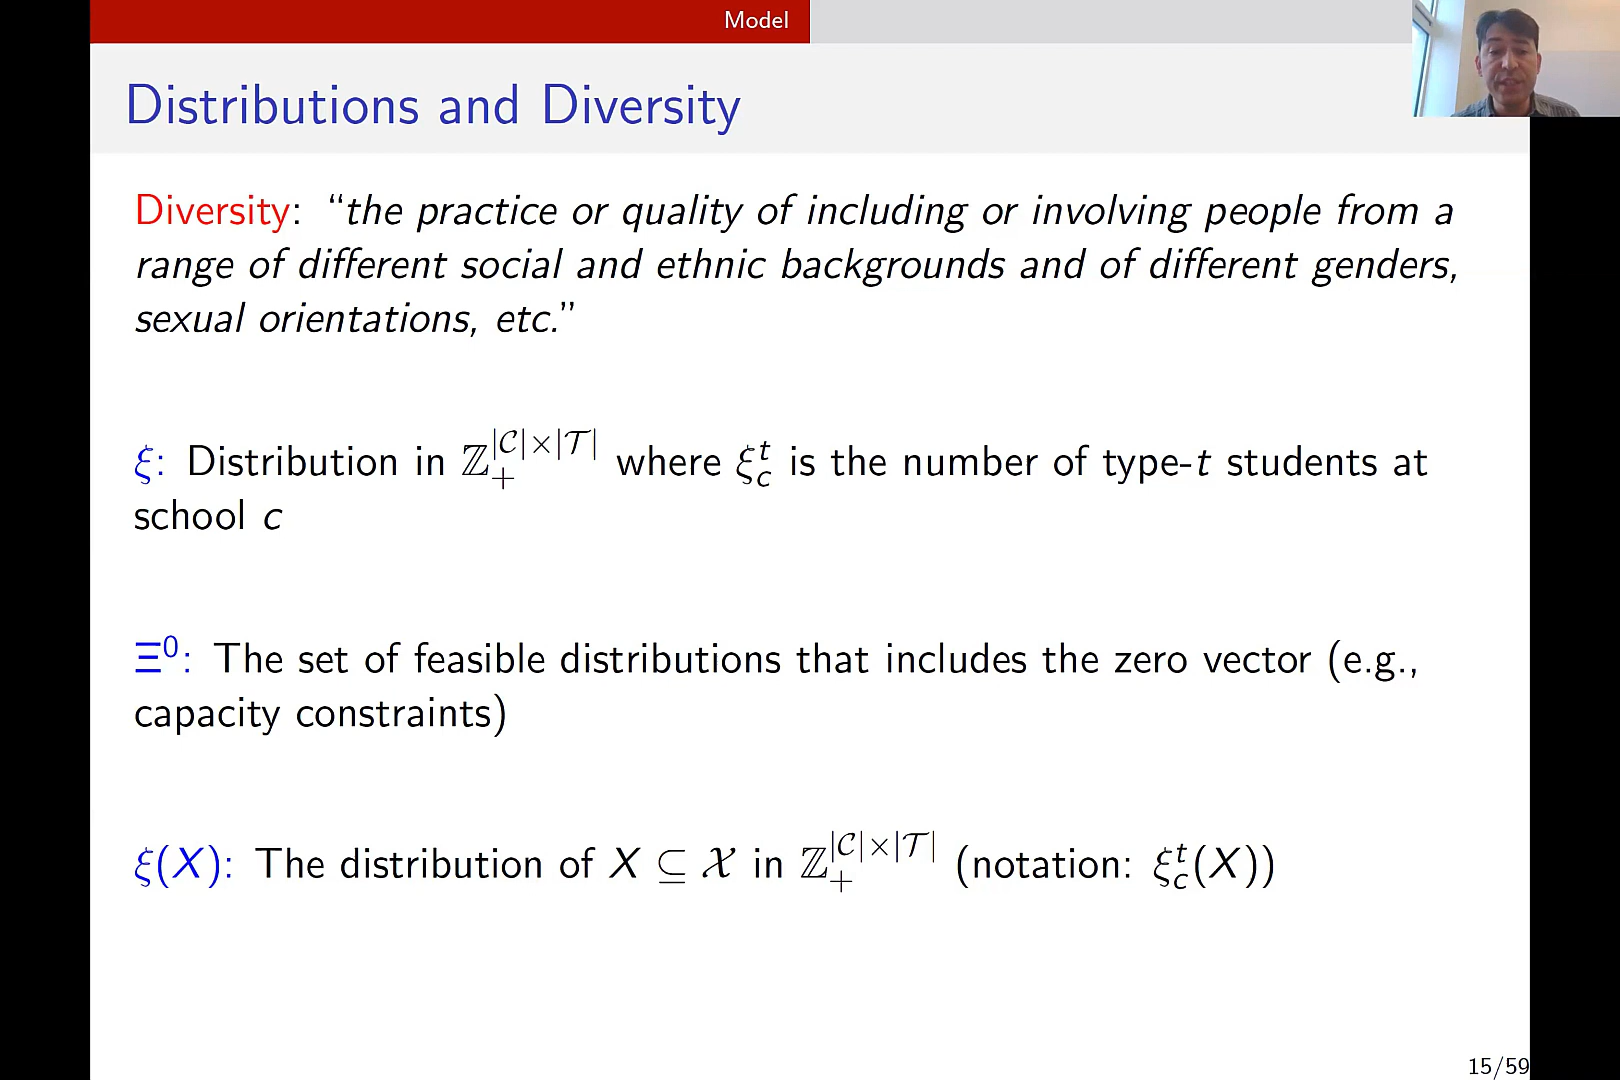 Model
Distributions and Diversity
Diversity: “the practice or quality of including or involving people from a
range of different social and ethnic backgrounds and of different genders,
sexual orientations, etc.”
ξ: Distribution in ℤ₊^{|𝒞|×|𝒯|} where ξ_c^t is the number of type-t students at
school c
Ξ⁰: The set of feasible distributions that includes the zero vector (e.g.,
capacity constraints)
ξ(X): The distribution of X ⊆ 𝒳 in ℤ₊^{|𝒞|×|𝒯|} (notation: ξ_c^t(X))
15/59